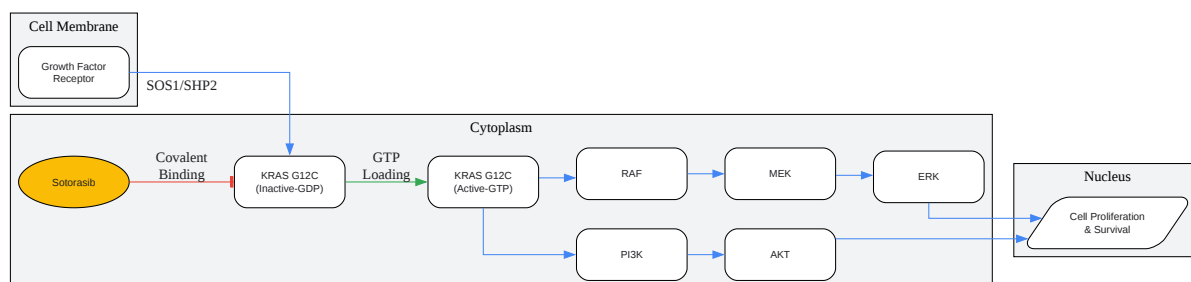 Cell Membrane
Growth Factor
Receptor
SOS1/SHP2
Cytoplasm
Sotorasib
Covalent
Binding
KRAS G12C
(Inactive-GDP)
GTP
Loading
KRAS G12C
(Active-GTP)
RAF
MEK
ERK
PI3K
AKT
Nucleus
Cell Proliferation
& Survival